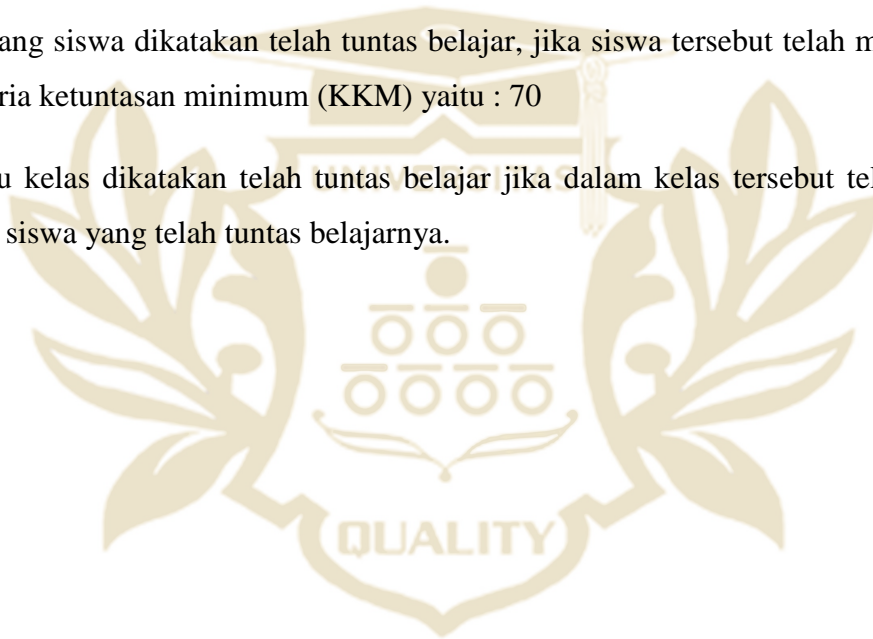 ang siswa dikatakan telah tuntas belajar, jika siswa tersebut telah m
ria ketuntasan minimum (KKM) yaitu : 70
u kelas dikatakan telah tuntas belajar jika dalam kelas tersebut tel
siswa yang telah tuntas belajarnya.
UNIVERSITAS
QUALITY